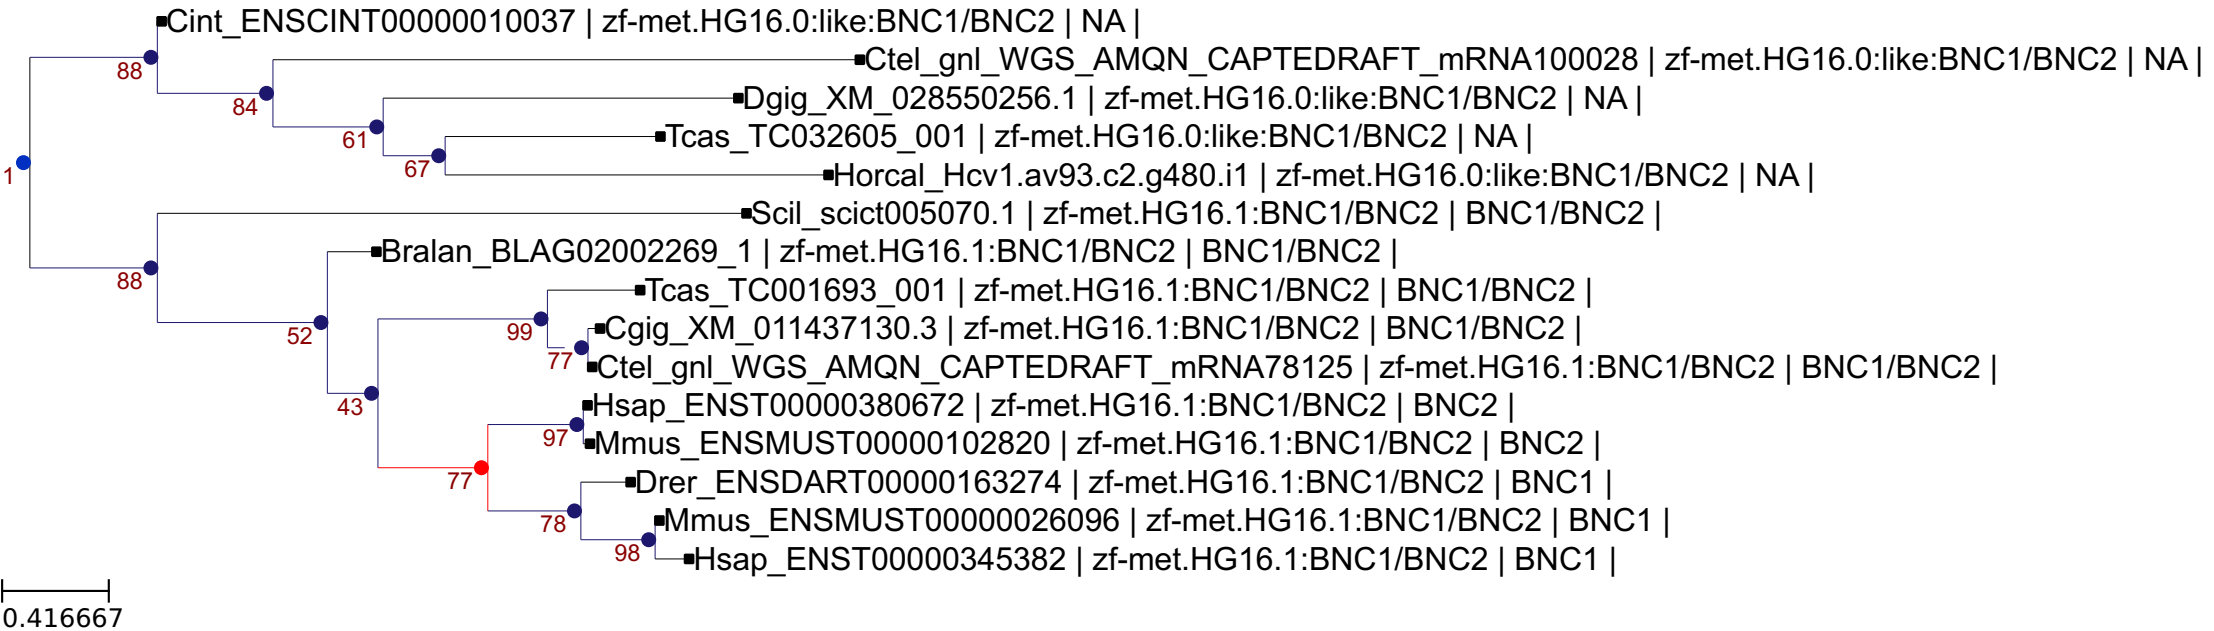 Cint_ENSCINT00000010037 | zf-met.HG16.0:like:BNC1/BNC2 | NA |
88
Ctel_gnl_WGS_AMQN_CAPTEDRAFT_mRNA100028 | zf-met.HG16.0:like:BNC1/BNC2 | NA |
84
Dgig_XM_028550256.1 | zf-met.HG16.0:like:BNC1/BNC2 | NA |
61
Tcas_TC032605_001 | zf-met.HG16.0:like:BNC1/BNC2 | NA |
67
Horcal_Hcv1.av93.c2.g480.i1 | zf-met.HG16.0:like:BNC1/BNC2 | NA |
1
Scil_scict005070.1 | zf-met.HG16.1:BNC1/BNC2 | BNC1/BNC2 |
88
Bralan_BLAG02002269_1 | zf-met.HG16.1:BNC1/BNC2 | BNC1/BNC2 |
52
Tcas_TC001693_001 | zf-met.HG16.1:BNC1/BNC2 | BNC1/BNC2 |
99
Cgig_XM_011437130.3 | zf-met.HG16.1:BNC1/BNC2 | BNC1/BNC2 |
77
Ctel_gnl_WGS_AMQN_CAPTEDRAFT_mRNA78125 | zf-met.HG16.1:BNC1/BNC2 | BNC1/BNC2 |
43
Hsap_ENST00000380672 | zf-met.HG16.1:BNC1/BNC2 | BNC2 |
97
Mmus_ENSMUST00000102820 | zf-met.HG16.1:BNC1/BNC2 | BNC2 |
77
Drer_ENSDART00000163274 | zf-met.HG16.1:BNC1/BNC2 | BNC1 |
78
Mmus_ENSMUST00000026096 | zf-met.HG16.1:BNC1/BNC2 | BNC1 |
98
Hsap_ENST00000345382 | zf-met.HG16.1:BNC1/BNC2 | BNC1 |
0.416667